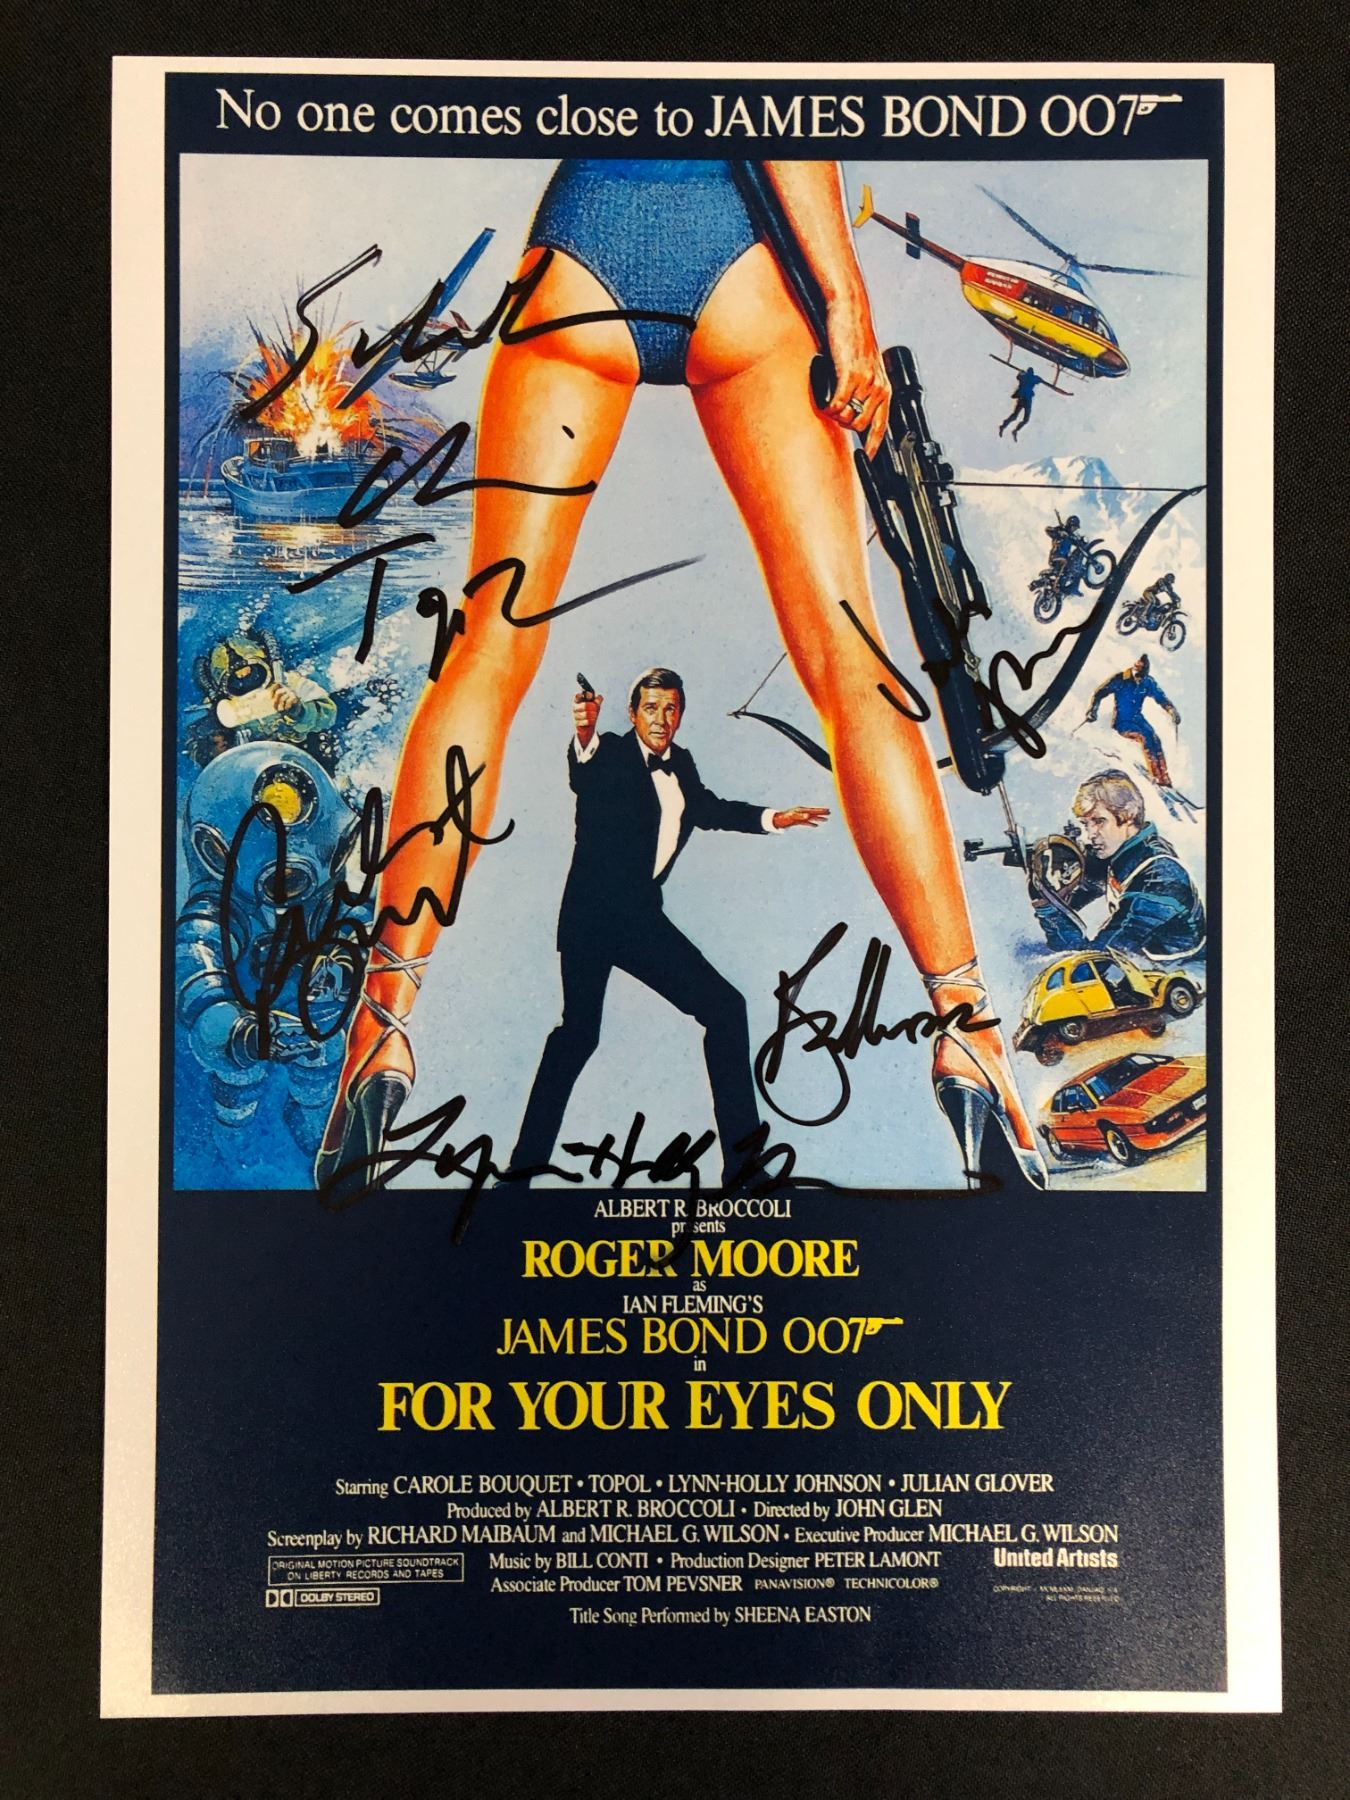 No one comes close to JAMES BOND 007
Lynn-Holly
ALBERT R. BROCCOLI
presents
ROGER MOORE
as
IAN FLEMING'S
JAMES BOND 007
in
FOR YOUR EYES ONLY
Starring CAROLE BOUQUET • TOPOL • LYNN-HOLLY JOHNSON • JULIAN GLOVER
Produced by ALBERT R. BROCCOLI • Directed by JOHN GLEN
Screenplay by RICHARD MAIBAUM and MICHAEL G. WILSON • Executive Producer MICHAEL G. WILSON
ORIGINAL MOTION PICTURE SOUNDTRACK
ON LIBERTY RECORDS AND TAPES
Music by BILL CONTI • Production Designer PETER LAMONT
United Artists
DOLBY STEREO
Associate Producer TOM PEVSNER PANAVISION® TECHNICOLOR®
Title Song Performed by SHEENA EASTON